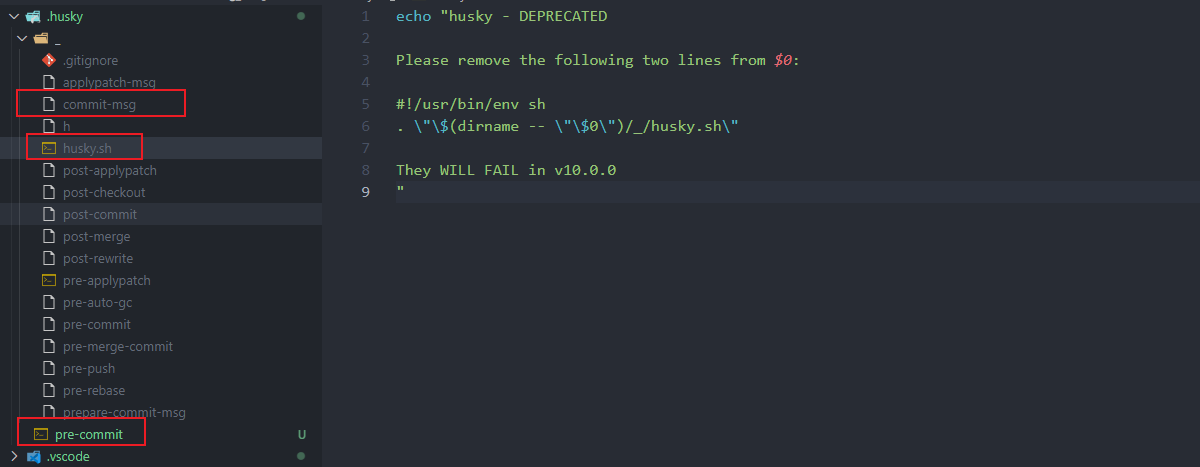 .husky
_
.gitignore
applypatch-msg
commit-msg
h
husky.sh
post-applypatch
post-checkout
post-commit
post-merge
post-rewrite
pre-applypatch
pre-auto-gc
pre-commit
pre-merge-commit
pre-push
pre-rebase
prepare-commit-msg
pre-commit U
.vscode
1 echo "husky - DEPRECATED
2
3 Please remove the following two lines from $0:
4
5 #!/usr/bin/env sh
6 . \"\$(dirname -- \"\$0\")/_/husky.sh\"
7
8 They WILL FAIL in v10.0.0
9 "